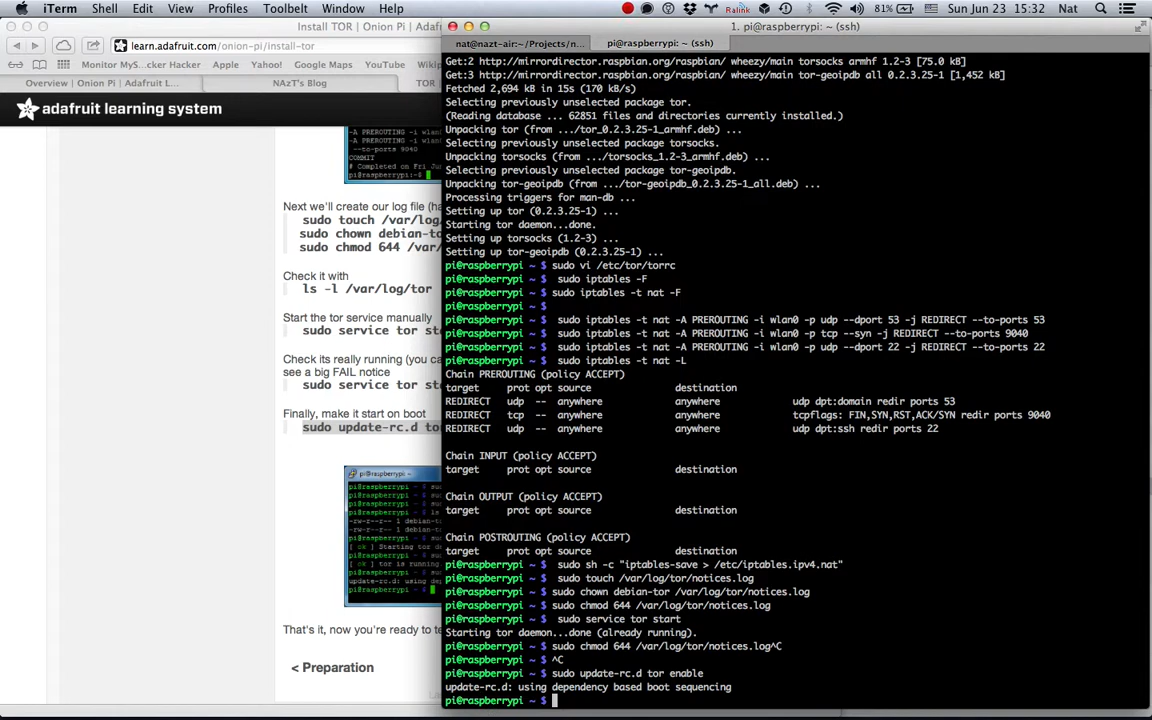 iTerm Shell Edit View Profiles Toolbelt Window Help
Ralink 81% Sun Jun 23 15:32 Nat
Install TOR | Onion Pi | Adafruit
learn.adafruit.com/onion-pi/install-tor
Monitor MySK... Hacker Way Apple Yahoo! Google Maps YouTube
Overview | Onion Pi | Adafruit L... NAzT's Blog TOR
adafruit learning system
-A PREROUTING -i wlan0
-A PREROUTING -i wlan0
--to-ports 9040
COMMIT
# Completed on Fri Ju
pi@raspberrypi:~$
Next we'll create our log file (ha
sudo touch /var/log/
sudo chown debian-to
sudo chmod 644 /var/
Check it with
ls -l /var/log/tor
Start the tor service manually
sudo service tor sta
Check its really running (you ca
see a big FAIL notice
sudo service tor st
Finally, make it start on boot
sudo update-rc.d to
That's it, now you're ready to te
< Preparation
1. pi@raspberrypi: ~ (ssh)
nat@nazt-air:~/Projects/n... pi@raspberrypi: ~ (ssh)
Get:2 http://mirrordirector.raspbian.org/raspbian/ wheezy/main torsocks armhf 1.2-3 [75.0 kB]
Get:3 http://mirrordirector.raspbian.org/raspbian/ wheezy/main tor-geoipdb all 0.2.3.25-1 [1,452 kB]
Fetched 2,694 kB in 15s (170 kB/s)
Selecting previously unselected package tor.
(Reading database ... 62851 files and directories currently installed.)
Unpacking tor (from .../tor_0.2.3.25-1_armhf.deb) ...
Selecting previously unselected package torsocks.
Unpacking torsocks (from .../torsocks_1.2-3_armhf.deb) ...
Selecting previously unselected package tor-geoipdb.
Unpacking tor-geoipdb (from .../tor-geoipdb_0.2.3.25-1_all.deb) ...
Processing triggers for man-db ...
Setting up tor (0.2.3.25-1) ...
Starting tor daemon...done.
Setting up torsocks (1.2-3) ...
Setting up tor-geoipdb (0.2.3.25-1) ...
pi@raspberrypi ~ $ sudo vi /etc/tor/torrc
pi@raspberrypi ~ $ sudo iptables -F
pi@raspberrypi ~ $ sudo iptables -t nat -F
pi@raspberrypi ~ $
pi@raspberrypi ~ $ sudo iptables -t nat -A PREROUTING -i wlan0 -p udp --dport 53 -j REDIRECT --to-ports 53
pi@raspberrypi ~ $ sudo iptables -t nat -A PREROUTING -i wlan0 -p tcp --syn -j REDIRECT --to-ports 9040
pi@raspberrypi ~ $ sudo iptables -t nat -A PREROUTING -i wlan0 -p udp --dport 22 -j REDIRECT --to-ports 22
pi@raspberrypi ~ $ sudo iptables -t nat -L
Chain PREROUTING (policy ACCEPT)
target prot opt source destination
REDIRECT udp -- anywhere anywhere udp dpt:domain redir ports 53
REDIRECT tcp -- anywhere anywhere tcpflags: FIN,SYN,RST,ACK/SYN redir ports 9040
REDIRECT udp -- anywhere anywhere udp dpt:ssh redir ports 22
Chain INPUT (policy ACCEPT)
target prot opt source destination
Chain OUTPUT (policy ACCEPT)
target prot opt source destination
Chain POSTROUTING (policy ACCEPT)
target prot opt source destination
pi@raspberrypi ~ $ sudo sh -c "iptables-save > /etc/iptables.ipv4.nat"
pi@raspberrypi ~ $ sudo touch /var/log/tor/notices.log
pi@raspberrypi ~ $ sudo chown debian-tor /var/log/tor/notices.log
pi@raspberrypi ~ $ sudo chmod 644 /var/log/tor/notices.log
pi@raspberrypi ~ $ sudo service tor start
Starting tor daemon...done (already running).
pi@raspberrypi ~ $ sudo chmod 644 /var/log/tor/notices.log^C
pi@raspberrypi ~ $ ^C
pi@raspberrypi ~ $ sudo update-rc.d tor enable
update-rc.d: using dependency based boot sequencing
pi@raspberrypi ~ $